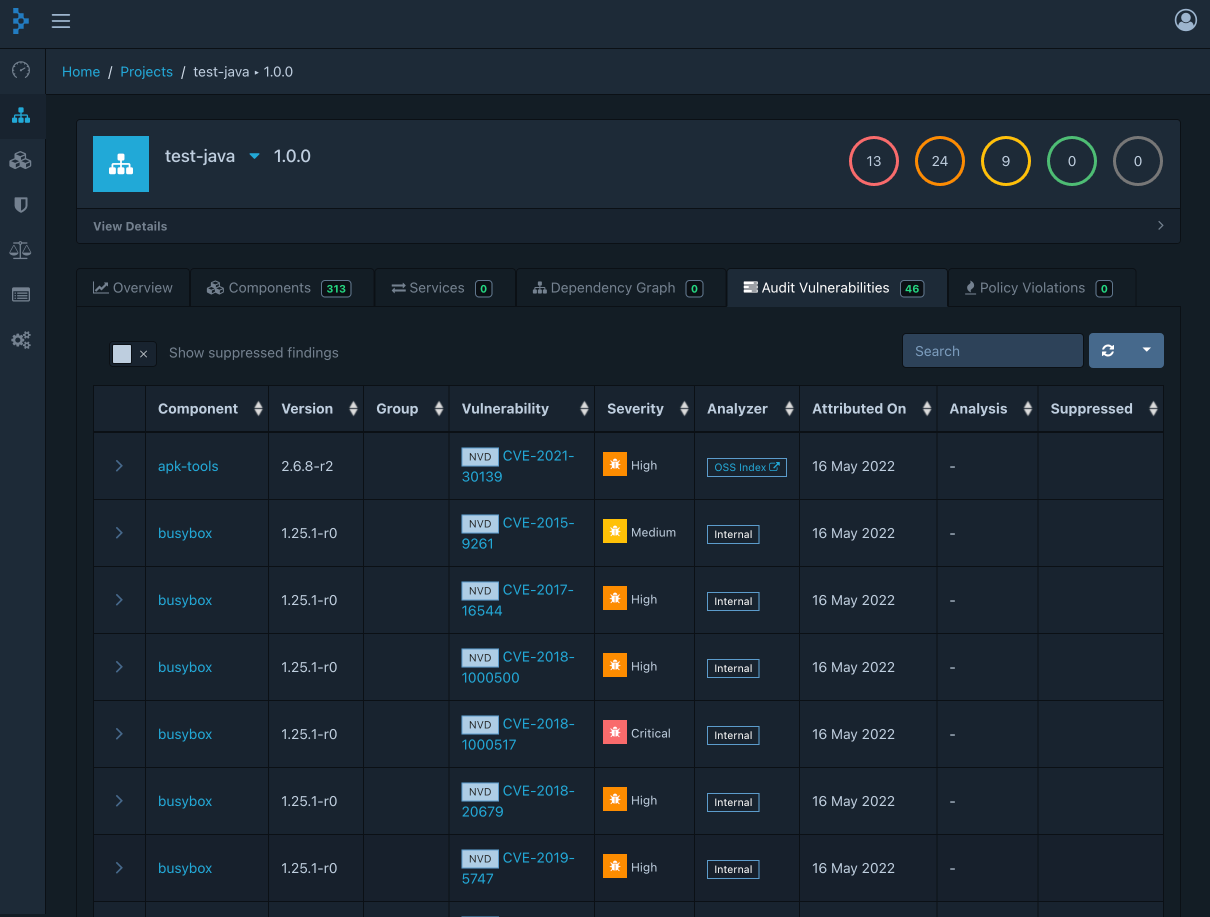 Home / Projects / test-java ▸ 1.0.0
test-java 1.0.0
13 24 9 0 0
View Details
Overview Components 313 Services 0 Dependency Graph 0 Audit Vulnerabilities 46 Policy Violations 0
× Show suppressed findings Search
Component Version Group Vulnerability Severity Analyzer Attributed On Analysis Suppressed
apk-tools 2.6.8-r2 NVD CVE-2021-
30139 High OSS Index 16 May 2022 -
busybox 1.25.1-r0 NVD CVE-2015-
9261 Medium Internal 16 May 2022 -
busybox 1.25.1-r0 NVD CVE-2017-
16544 High Internal 16 May 2022 -
busybox 1.25.1-r0 NVD CVE-2018-
1000500 High Internal 16 May 2022 -
busybox 1.25.1-r0 NVD CVE-2018-
1000517 Critical Internal 16 May 2022 -
busybox 1.25.1-r0 NVD CVE-2018-
20679 High Internal 16 May 2022 -
busybox 1.25.1-r0 NVD CVE-2019-
5747 High Internal 16 May 2022 -